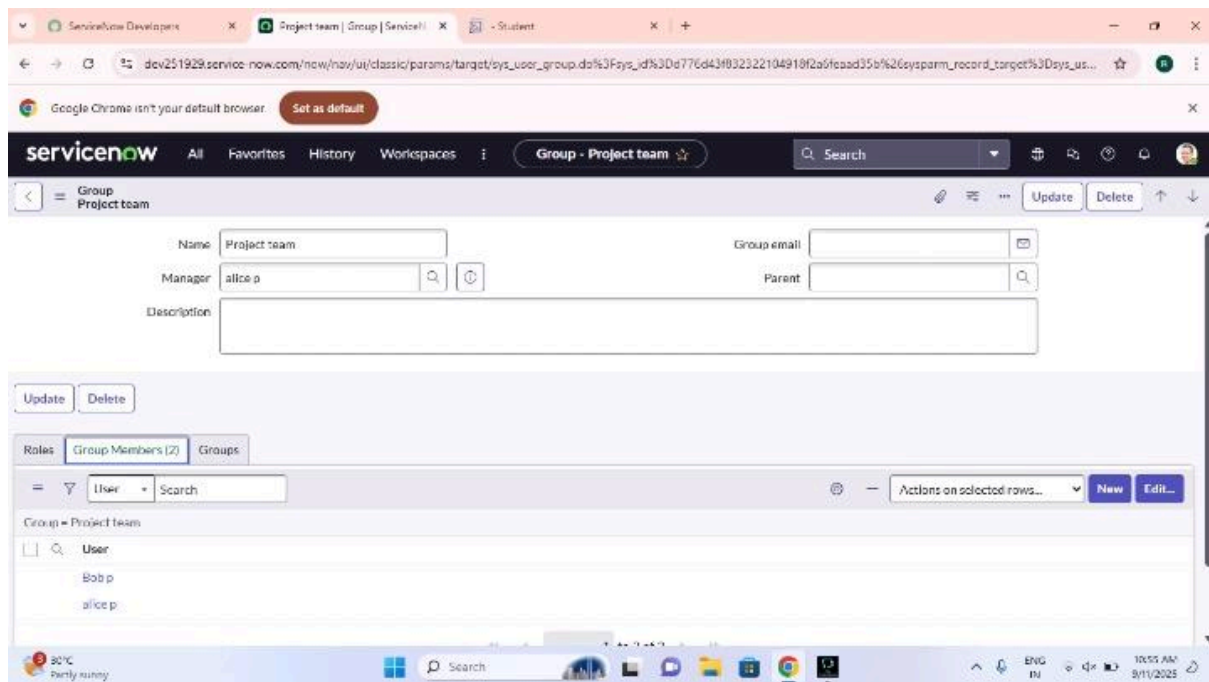 ServiceNow Developers
Project team | Group | ServiceN
- Student
dev251929.service-now.com/now/nav/ui/classic/params/target/sys_user_group.do%3Fsys_id%3Dd776d43f83232210491 8f2a6feaad35b%26sysparm_record_target%3Dsys_us...
Google Chrome isn't your default browser Set as default
servicenow All Favorites History Workspaces Group - Project team Search
Group
Project team
Update Delete
Name Project team Group email
Manager alice p Parent
Description
Update Delete
Roles Group Members (2) Groups
User Search Actions on selected rows... New Edit...
Group = Project team
User
Bob p
alice p
30°C
Partly sunny
Search
ENG
IN
10:55 AM
9/11/2025